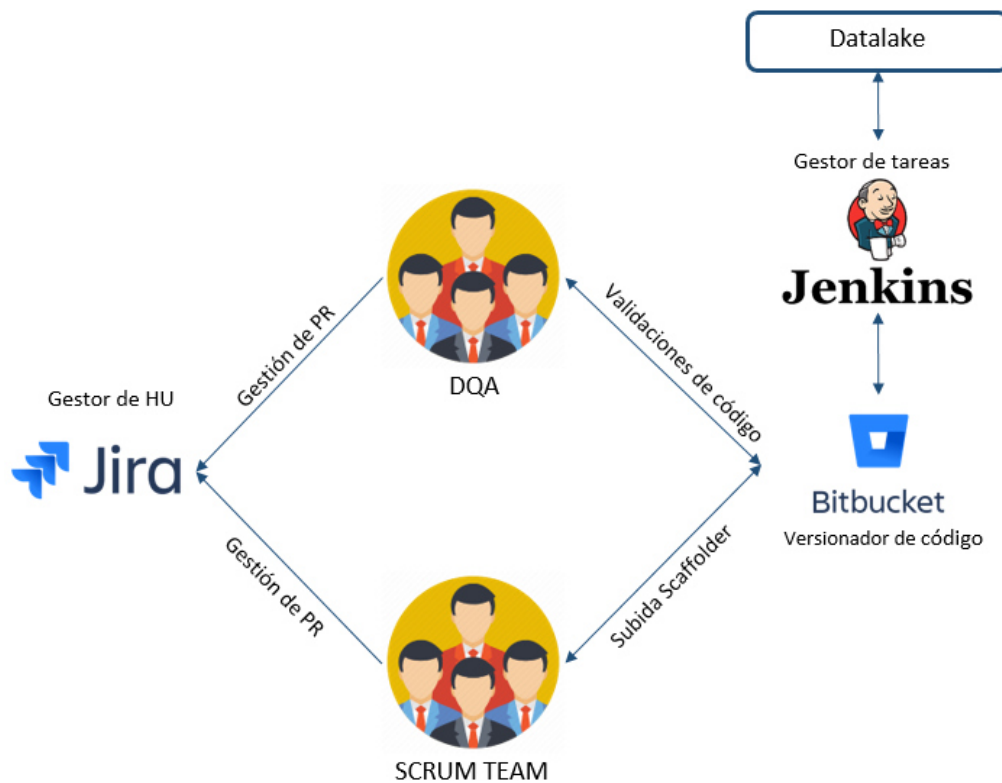 Datalake
Gestor de tareas
Jenkins
Gestión de PR
Validaciones de código
DQA
Gestor de HU
Jira
Bitbucket
Versionador de código
Gestión de PR
Subida Scaffolder
SCRUM TEAM